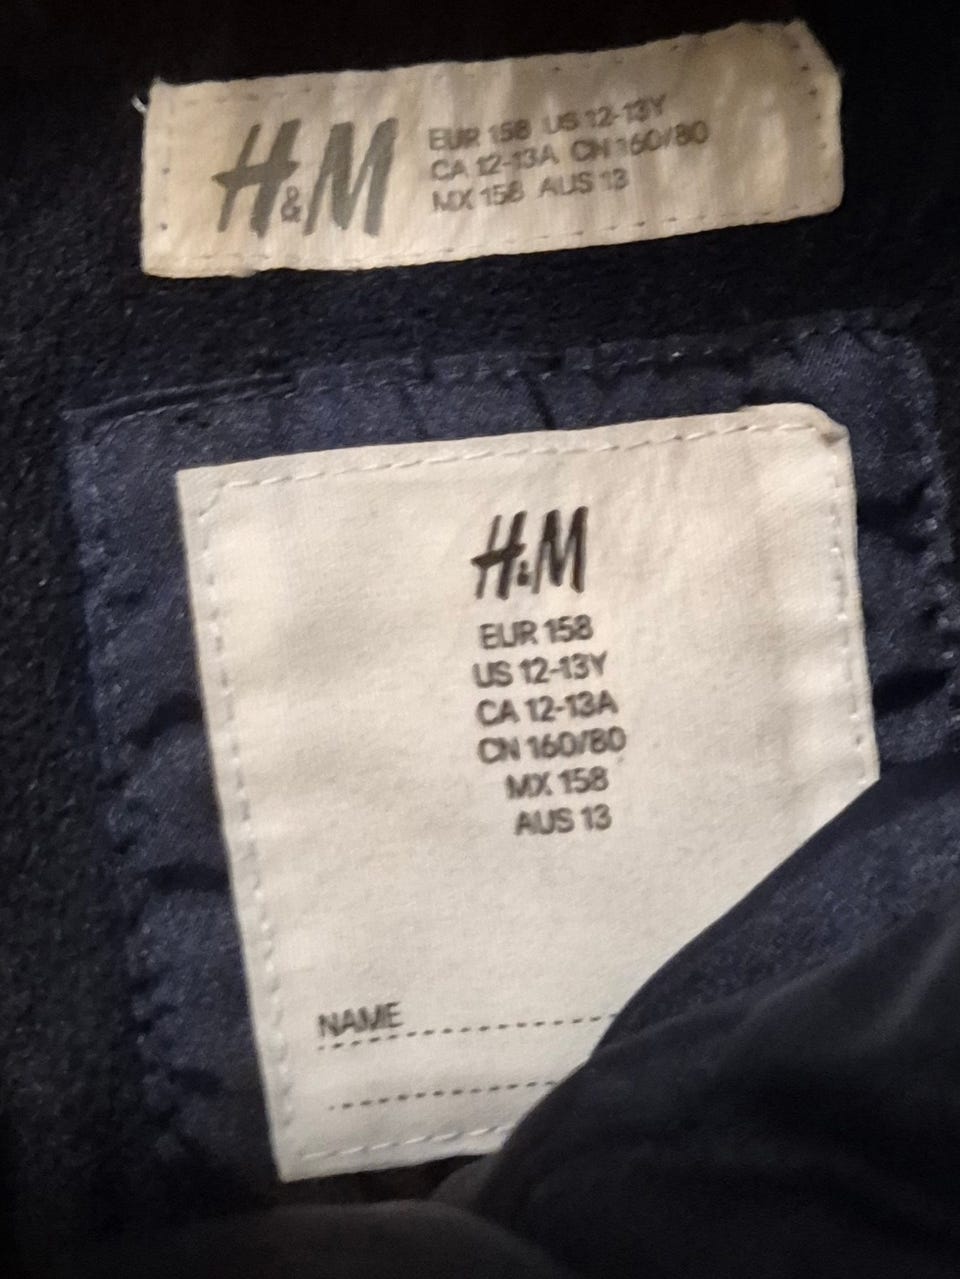 H&M
EUR 158 US 12-13Y
CA 12-13A CN 160/80
MX 158 AUS 13
H&M
EUR 158
US 12-13Y
CA 12-13A
CN 160/80
MX 158
AUS 13
NAME